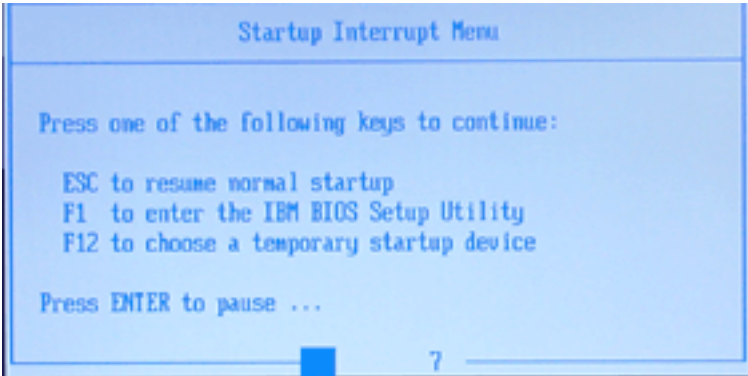 Startup Interrupt Menu
Press one of the following keys to continue:
ESC to resume normal startup
F1 to enter the IBM BIOS Setup Utility
F12 to choose a temporary startup device
Press ENTER to pause ...
7